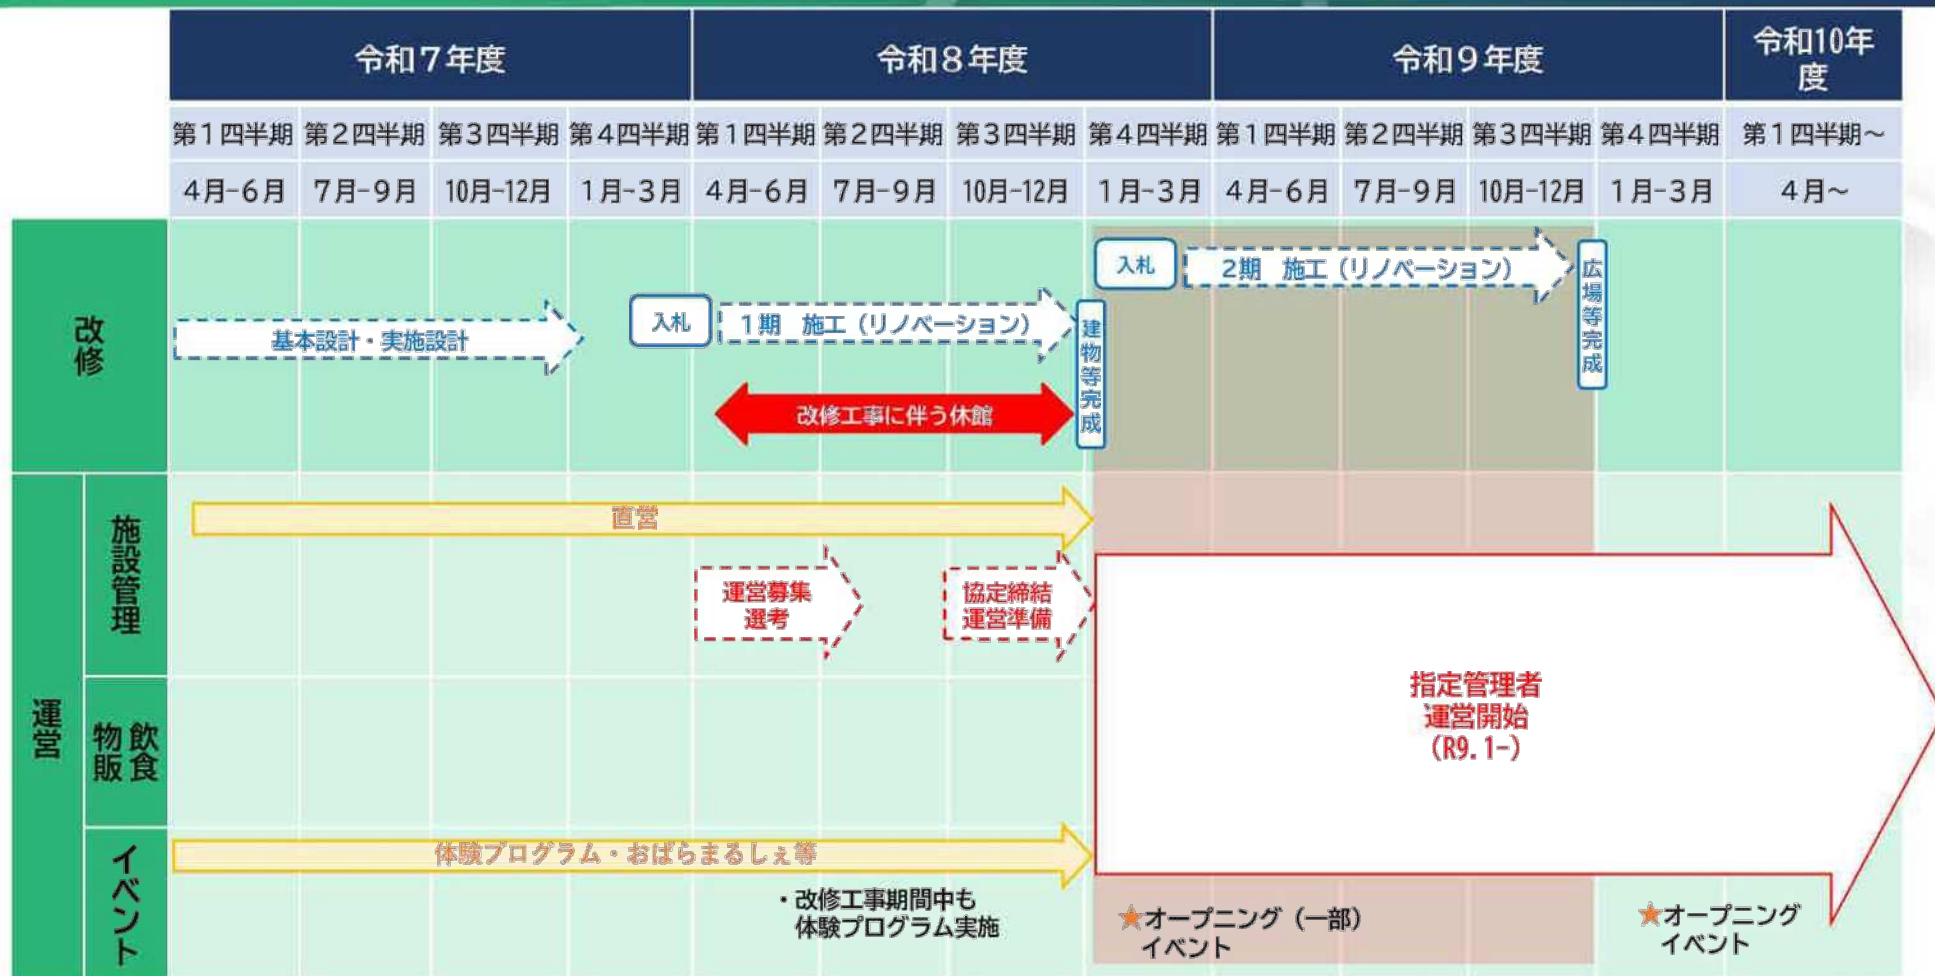 令和7年度 令和8年度 令和9年度 令和10年
度
第1四半期 第2四半期 第3四半期 第4四半期 第1四半期 第2四半期 第3四半期 第4四半期 第1四半期 第2四半期 第3四半期 第4四半期 第1四半期～
4月-6月 7月-9月 10月-12月 1月-3月 4月-6月 7月-9月 10月-12月 1月-3月 4月-6月 7月-9月 10月-12月 1月-3月 4月～
改修
基本設計・実施設計
入札
1期 施工（リノベーション）
建物等完成
入札
2期 施工（リノベーション）
広場等完成
改修工事に伴う休館
運営
施設管理
直営
運営募集
選考
協定締結
運営準備
指定管理者
運営開始
(R9.1-)
飲食
物販
イベント
体験プログラム・おばらまるしぇ等
・改修工事期間中も
体験プログラム実施
★オープニング（一部）
イベント
★オープニング
イベント